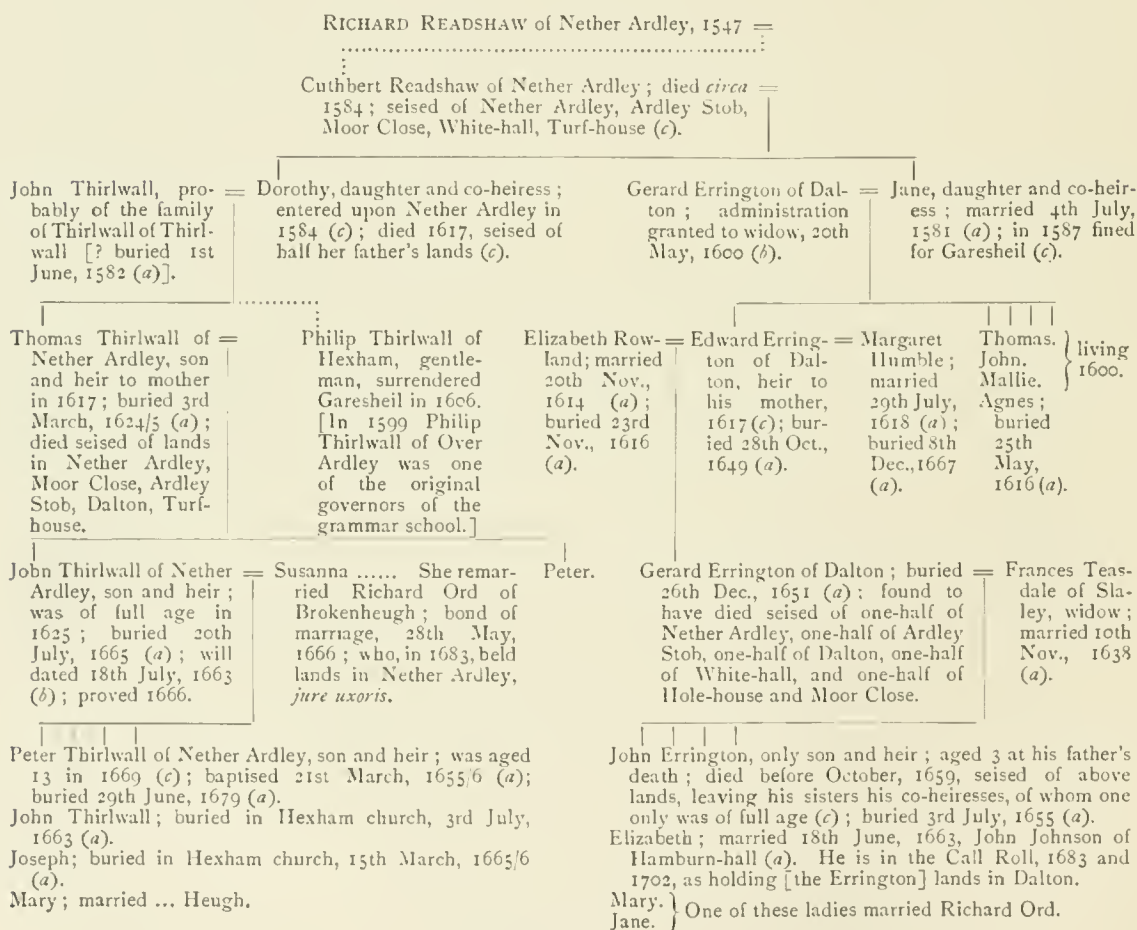 RICHARD READSHAW of Nether Ardley, 1547 =
Cuthbert Readshaw of Nether Ardley ; died circa =
1584 ; seised of Nether Ardley, Ardley Stob,
Moor Close, White-hall, Turf-house (c).
John Thirlwall, pro-
bably of the family
of Thirlwall of Thirl-
wall [? buried 1st
June, 1582 (a)].
= Dorothy, daughter and co-heiress ;
entered upon Nether Ardley in
1584 (c) ; died 1617, seised of
half her father's lands (c).
Gerard Errington of Dal-
ton ; administration
granted to widow, 20th
May, 1600 (b).
= Jane, daughter and co-heir-
ess ; married 4th July,
1581 (a) ; in 1587 fined
for Garesheil (c).
Thomas Thirlwall of =
Nether Ardley, son
and heir to mother
in 1617 ; buried 3rd
March, 1624/5 (a) ;
died seised of lands
in Nether Ardley,
Moor Close, Ardley
Stob, Dalton, Turf-
house.
Philip Thirlwall of
Hexham, gentle-
man, surrendered
Garesheil in 1606.
[In 1599 Philip
Thirlwall of Over
Ardley was one
of the original
governors of the
grammar school.]
Elizabeth Row-
land ; married
20th Nov.,
1614 (a) ;
buried 23rd
Nov., 1616
(a).
= Edward Erring-
ton of Dal-
ton, heir to
his mother,
1617 (c) ; bur-
ied 28th Oct.,
1649 (a).
= Margaret
Humble ;
married
29th July,
1618 (a) ;
buried 8th
Dec., 1667
(a).
Thomas.
John.
Mallie.
Agnes ;
buried
25th
May,
1616 (a).
living
1600.
John Thirlwall of Nether
Ardley, son and heir ;
was of full age in
1625 ; buried 20th
July, 1665 (a) ; will
dated 18th July, 1663
(b) ; proved 1666.
= Susanna ...... She remar-
ried Richard Ord of
Brokenheugh ; bond of
marriage, 28th May,
1666 ; who, in 1683, held
lands in Nether Ardley,
jure uxoris.
Peter.
Gerard Errington of Dalton ; buried
26th Dec., 1651 (a) ; found to
have died seised of one-half of
Nether Ardley, one-half of Ardley
Stob, one-half of Dalton, one-half
of White-hall, and one-half of
Hole-house and Moor Close.
= Frances Teas-
dale of Sla-
ley, widow ;
married 10th
Nov., 1638
(a).
Peter Thirlwall of Nether Ardley, son and heir ; was aged
13 in 1669 (c) ; baptised 21st March, 1655/6 (a) ;
buried 29th June, 1679 (a).
John Thirlwall ; buried in Hexham church, 3rd July,
1663 (a).
Joseph ; buried in Hexham church, 15th March, 1665/6
(a).
Mary ; married ... Heugh.
John Errington, only son and heir ; aged 3 at his father's
death ; died before October, 1659, seised of above
lands, leaving his sisters his co-heiresses, of whom one
only was of full age (c) ; buried 3rd July, 1655 (a).
Elizabeth ; married 18th June, 1663, John Johnson of
Hamburn-hall (a). He is in the Call Roll, 1683 and
1702, as holding [the Errington] lands in Dalton.
Mary.
Jane.
One of these ladies married Richard Ord.